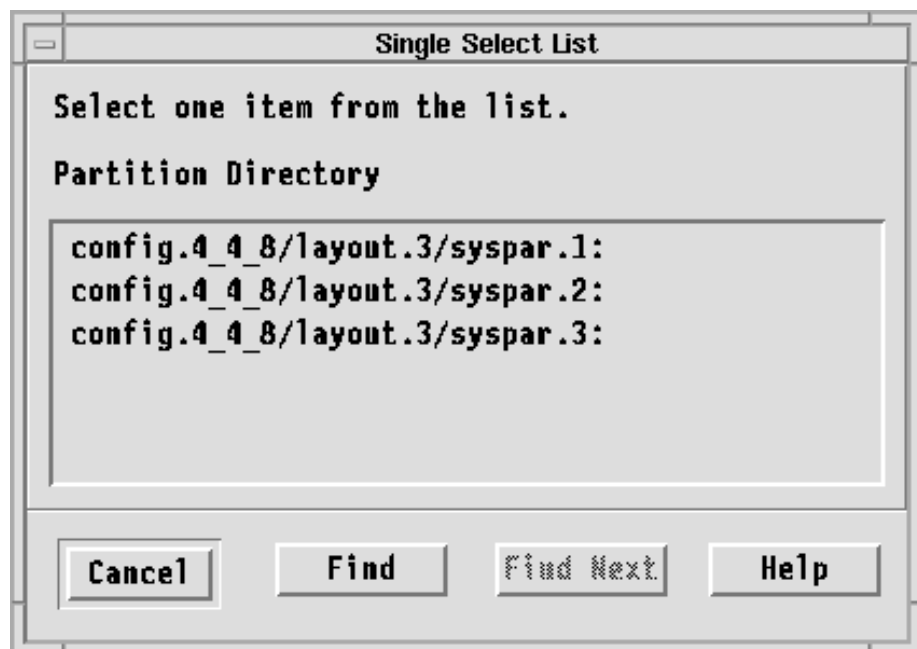 Single Select List
Select one item from the list.
Partition Directory
config.4_4_8/layout.3/syspar.1:
config.4_4_8/layout.3/syspar.2:
config.4_4_8/layout.3/syspar.3:
Cancel Find Find Next Help